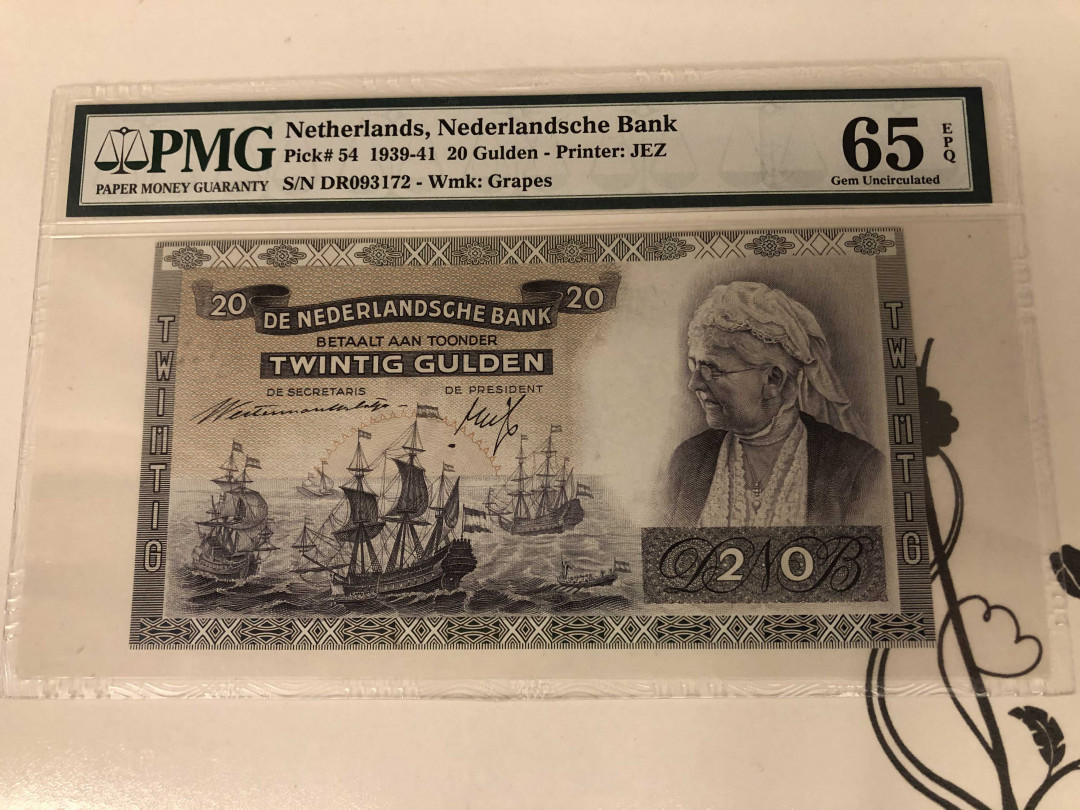 PMG
PAPER MONEY GUARANTY
Netherlands, Nederlandsche Bank
Pick# 54 1939-41 20 Gulden - Printer: JEZ
S/N DR093172 - Wmk: Grapes
65
EPQ
Gem Uncirculated
20 DE NEDERLANDSCHE BANK 20
BETAALT AAN TOONDER
TWINTIG GULDEN
DE SECRETARIS DE PRESIDENT
TWINTIG
TWINTIG
DNB
20